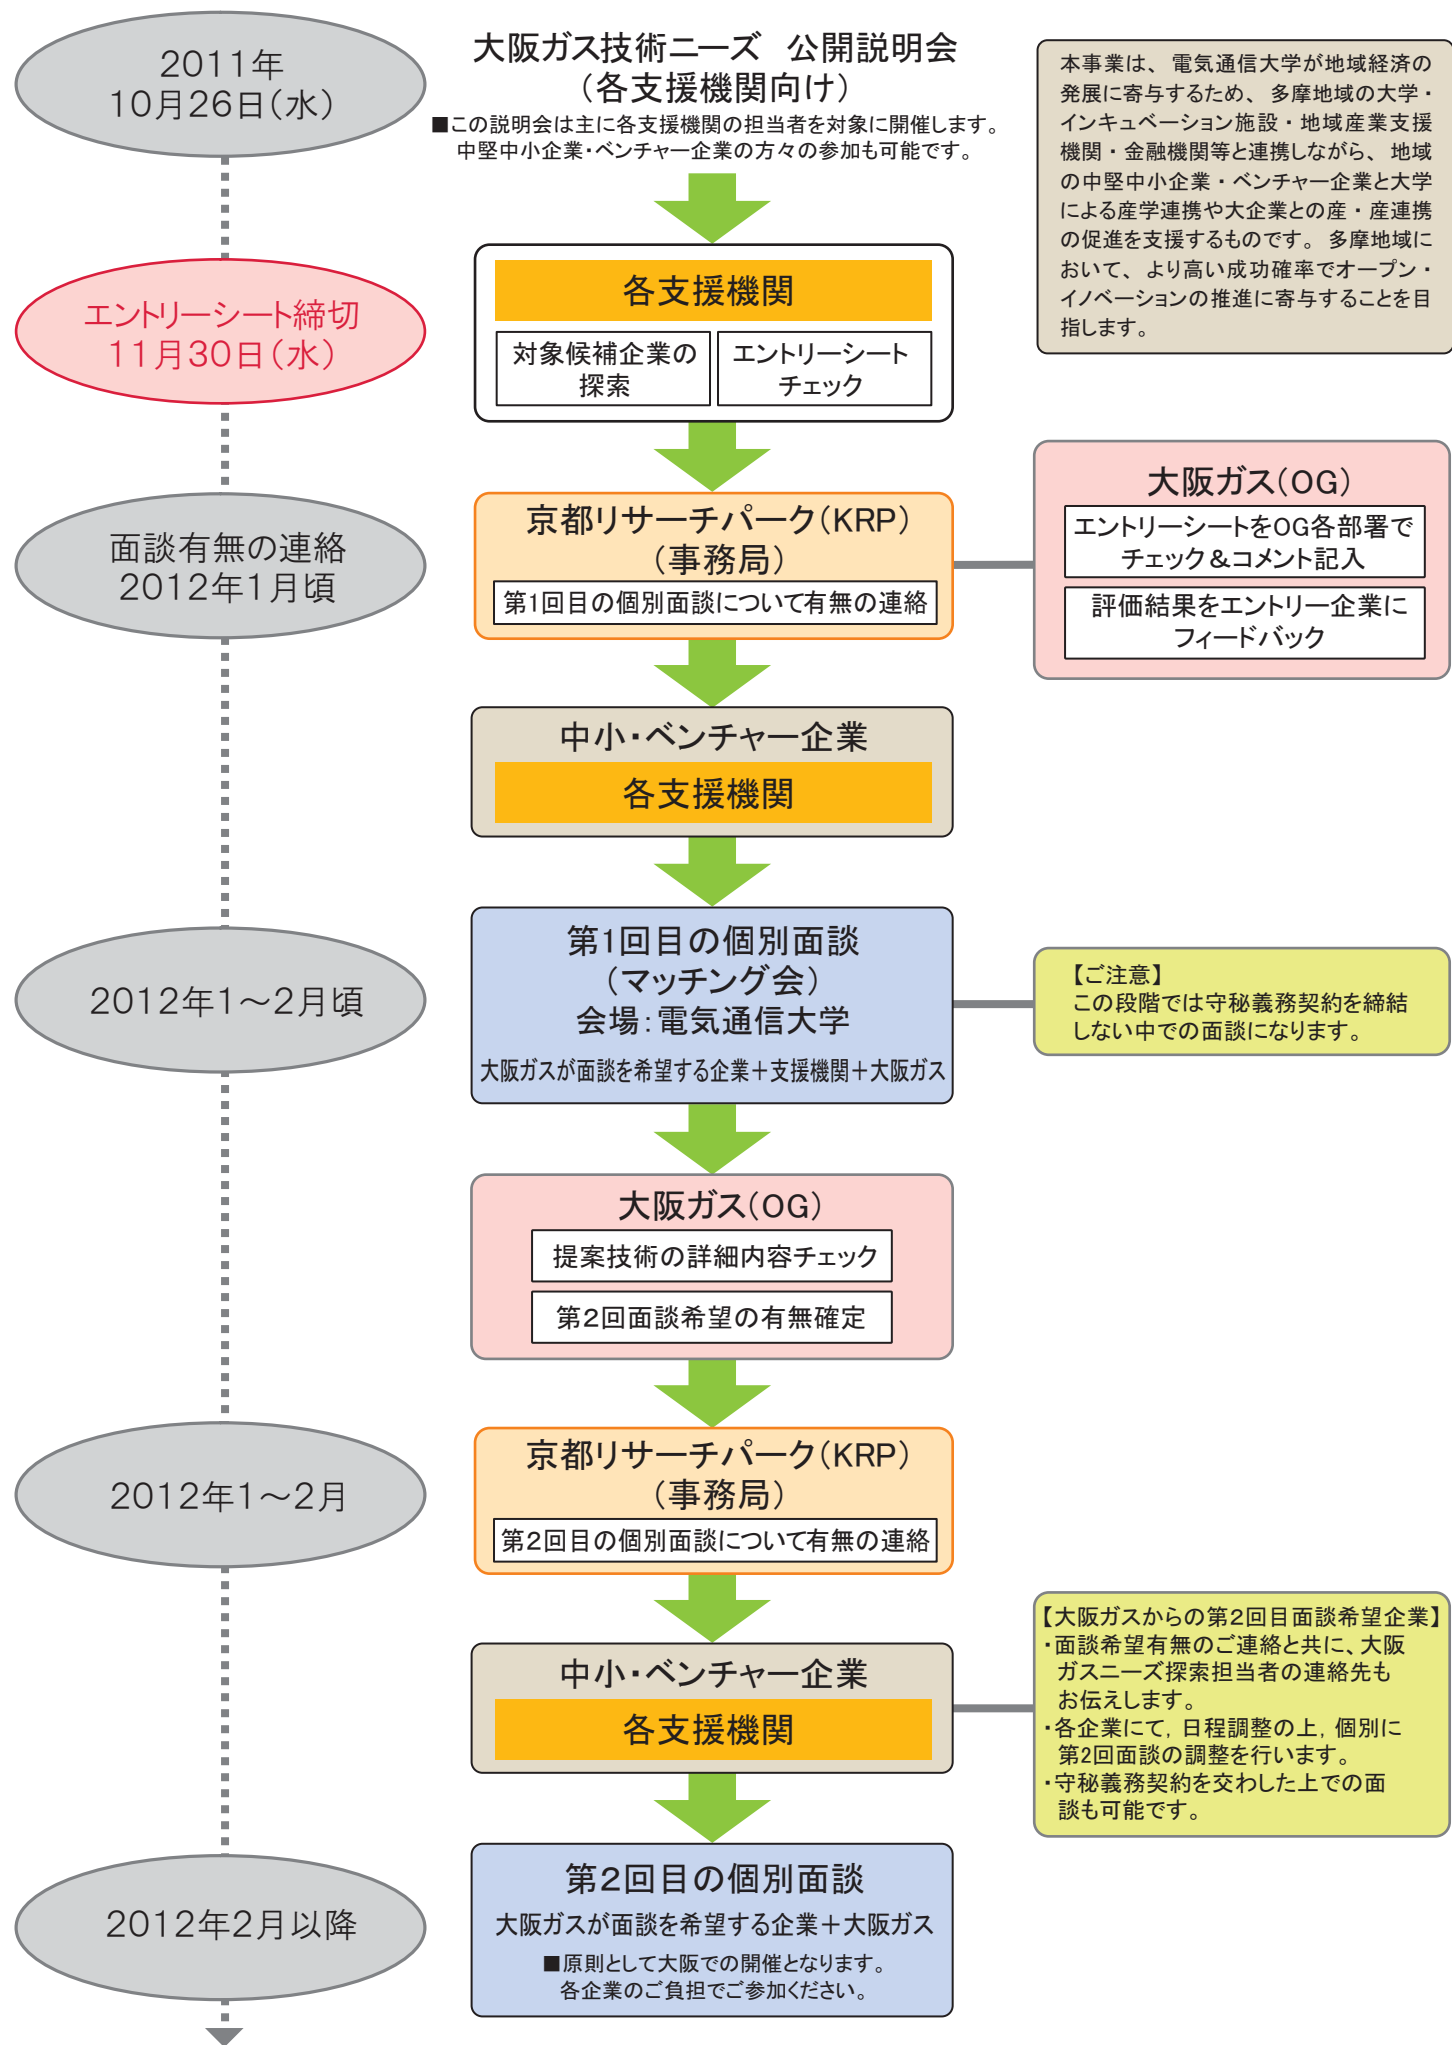 2011年
10月26日(水)
大阪ガス技術ニーズ 公開説明会
(各支援機関向け)
■この説明会は主に各支援機関の担当者を対象に開催します。
中堅中小企業・ベンチャー企業の方々の参加も可能です。
本事業は、電気通信大学が地域経済の
発展に寄与するため、多摩地域の大学・
インキュベーション施設・地域産業支援
機関・金融機関等と連携しながら、地域
の中堅中小企業・ベンチャー企業と大学
による産学連携や大企業との産・産連携
の促進を支援するものです。多摩地域に
おいて、より高い成功確率でオープン・
イノベーションの推進に寄与することを目
指します。
エントリーシート締切
11月30日(水)
各支援機関
対象候補企業の
探索
エントリーシート
チェック
面談有無の連絡
2012年1月頃
京都リサーチパーク(KRP)
(事務局)
第1回目の個別面談について有無の連絡
大阪ガス(OG)
エントリーシートをOG各部署で
チェック&コメント記入
評価結果をエントリー企業に
フィードバック
中小・ベンチャー企業
各支援機関
2012年1〜2月頃
第1回目の個別面談
(マッチング会)
会場:電気通信大学
大阪ガスが面談を希望する企業+支援機関+大阪ガス
【ご注意】
この段階では守秘義務契約を締結
しない中での面談になります。
大阪ガス(OG)
提案技術の詳細内容チェック
第2回面談希望の有無確定
2012年1〜2月
京都リサーチパーク(KRP)
(事務局)
第2回目の個別面談について有無の連絡
中小・ベンチャー企業
各支援機関
【大阪ガスからの第2回目面談希望企業】
・面談希望有無のご連絡と共に、大阪
ガスニーズ探索担当者の連絡先も
お伝えします。
・各企業にて, 日程調整の上, 個別に
第2回面談の調整を行います。
・守秘義務契約を交わした上での面
談も可能です。
2012年2月以降
第2回目の個別面談
大阪ガスが面談を希望する企業+大阪ガス
■原則として大阪での開催となります。
各企業のご負担でご参加ください。